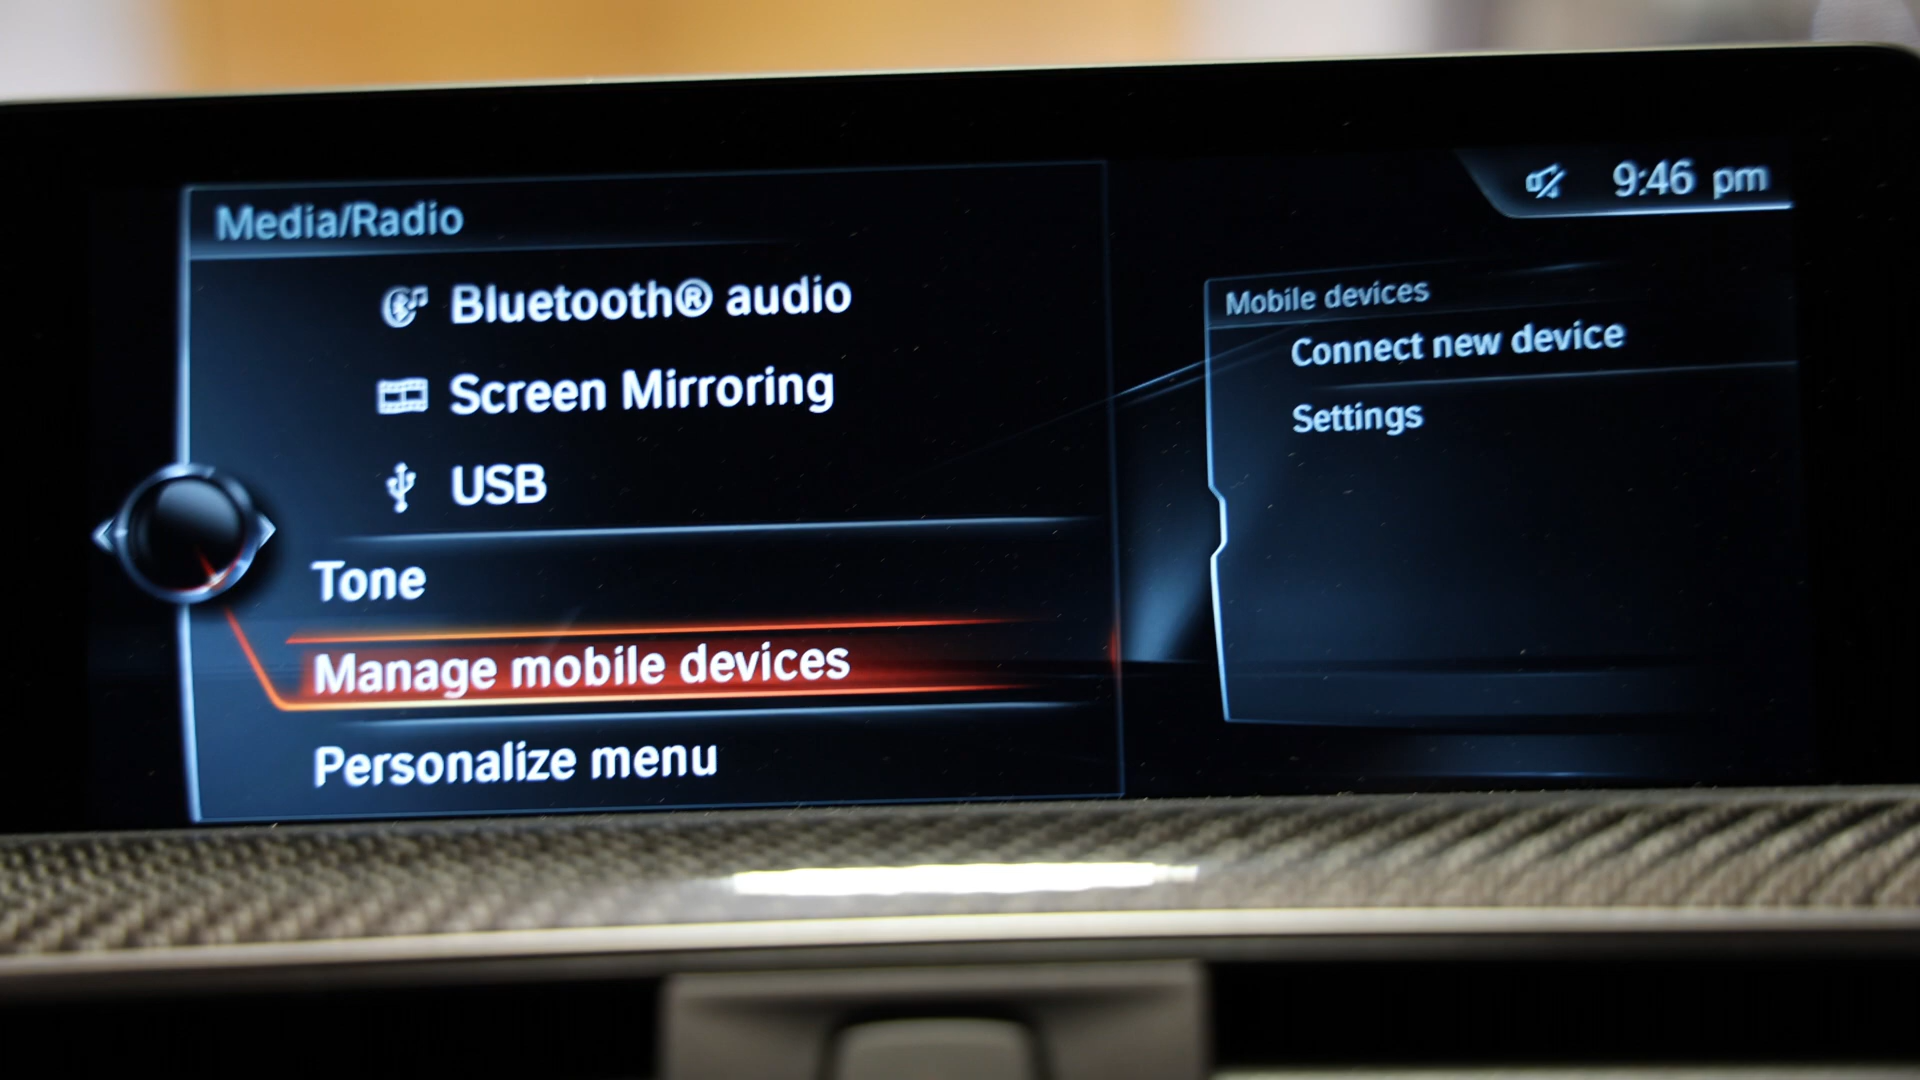 9:46 pm
Media/Radio
Bluetooth® audio
Screen Mirroring
USB
Tone
Manage mobile devices
Personalize menu
Mobile devices
Connect new device
Settings